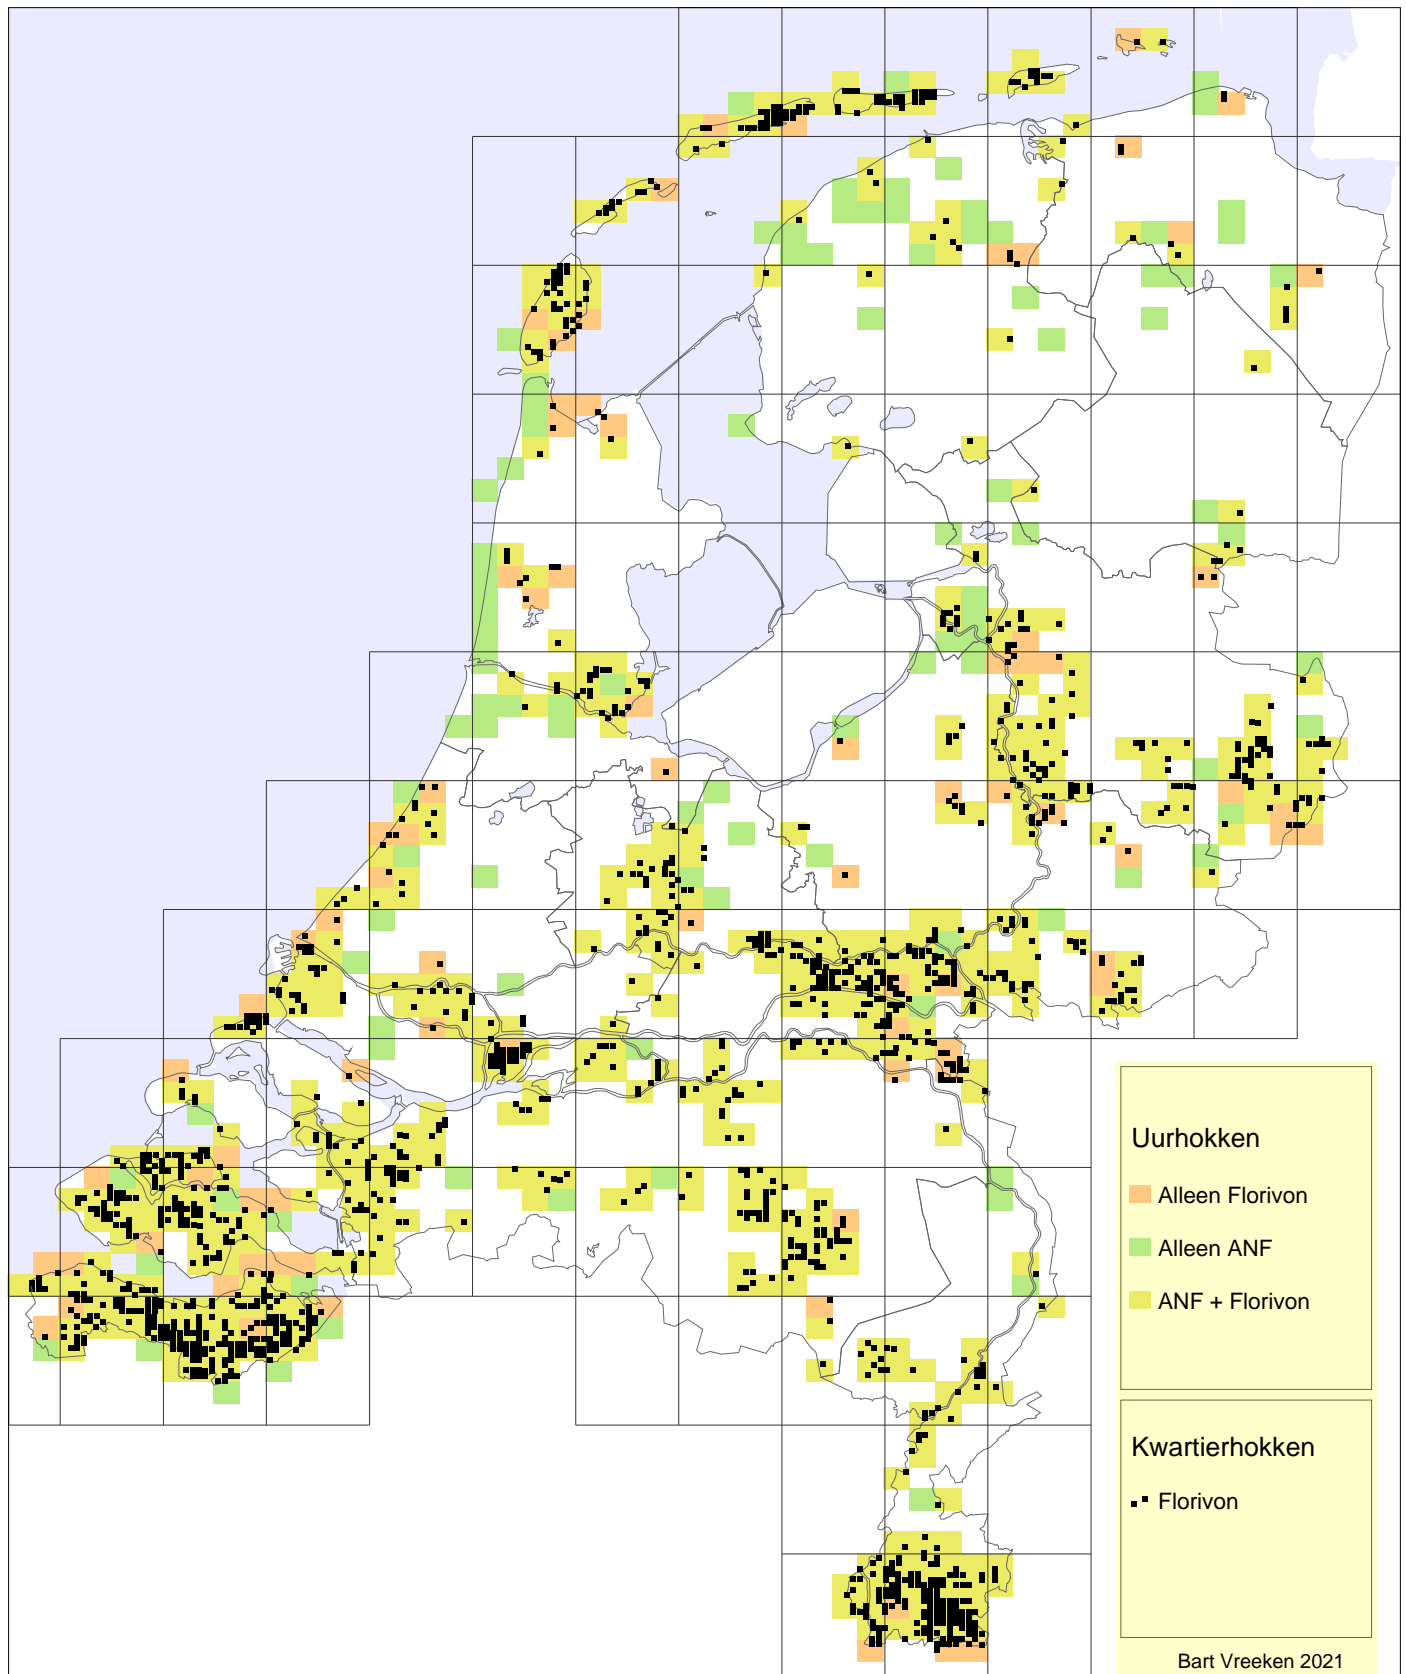 Uurhokken
Alleen Florivon
Alleen ANF
ANF + Florivon
Kwartierhokken
Florivon
Bart Vreeken 2021